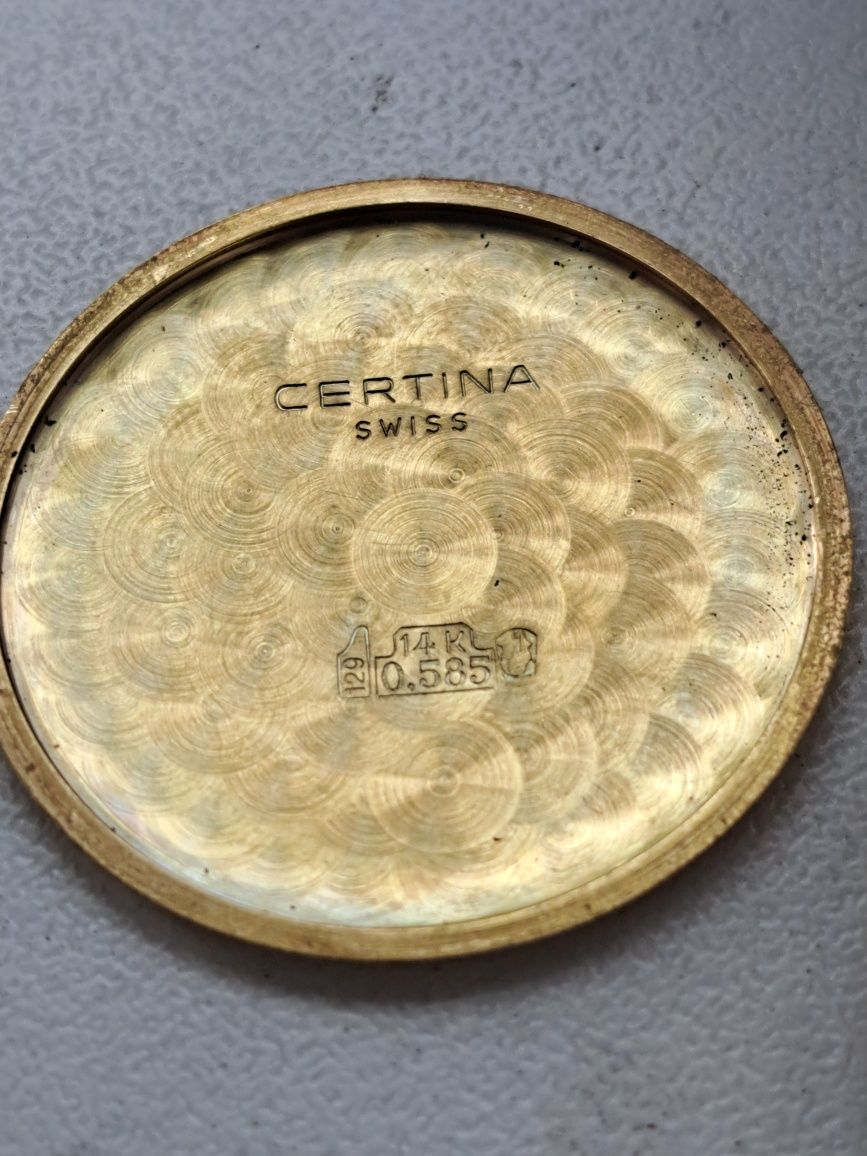 CERTINA
SWISS
129
14 K
0,585